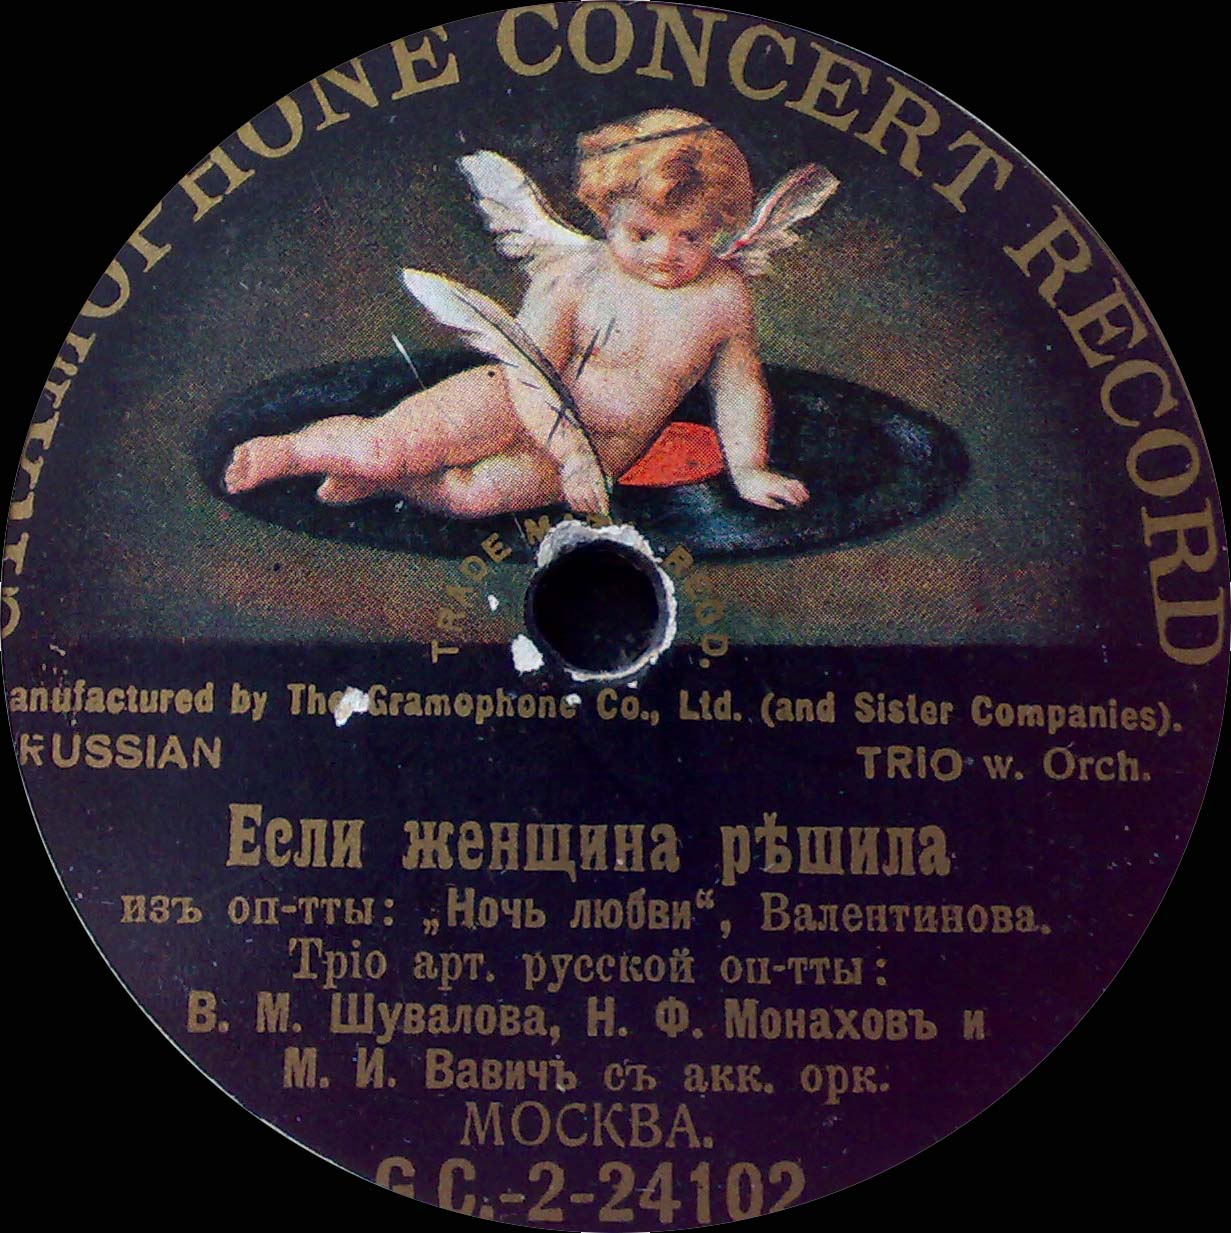 GRAMOPHONE CONCERT RECORD
TRADE MARK REGD.
anufactured by The Gramophone Co., Ltd. (and Sister Companies).
RUSSIAN
TRIO w. Orch.
Если женщина рѣшила
изъ оп-тты: „Ночь любви“, Валентинова.
Тріо арт. русской оп-тты:
В. М. Шувалова, Н. Ф. Монаховъ и
М. И. Вавичъ съ акк. орк.
МОСКВА.
G.C.-2-24102